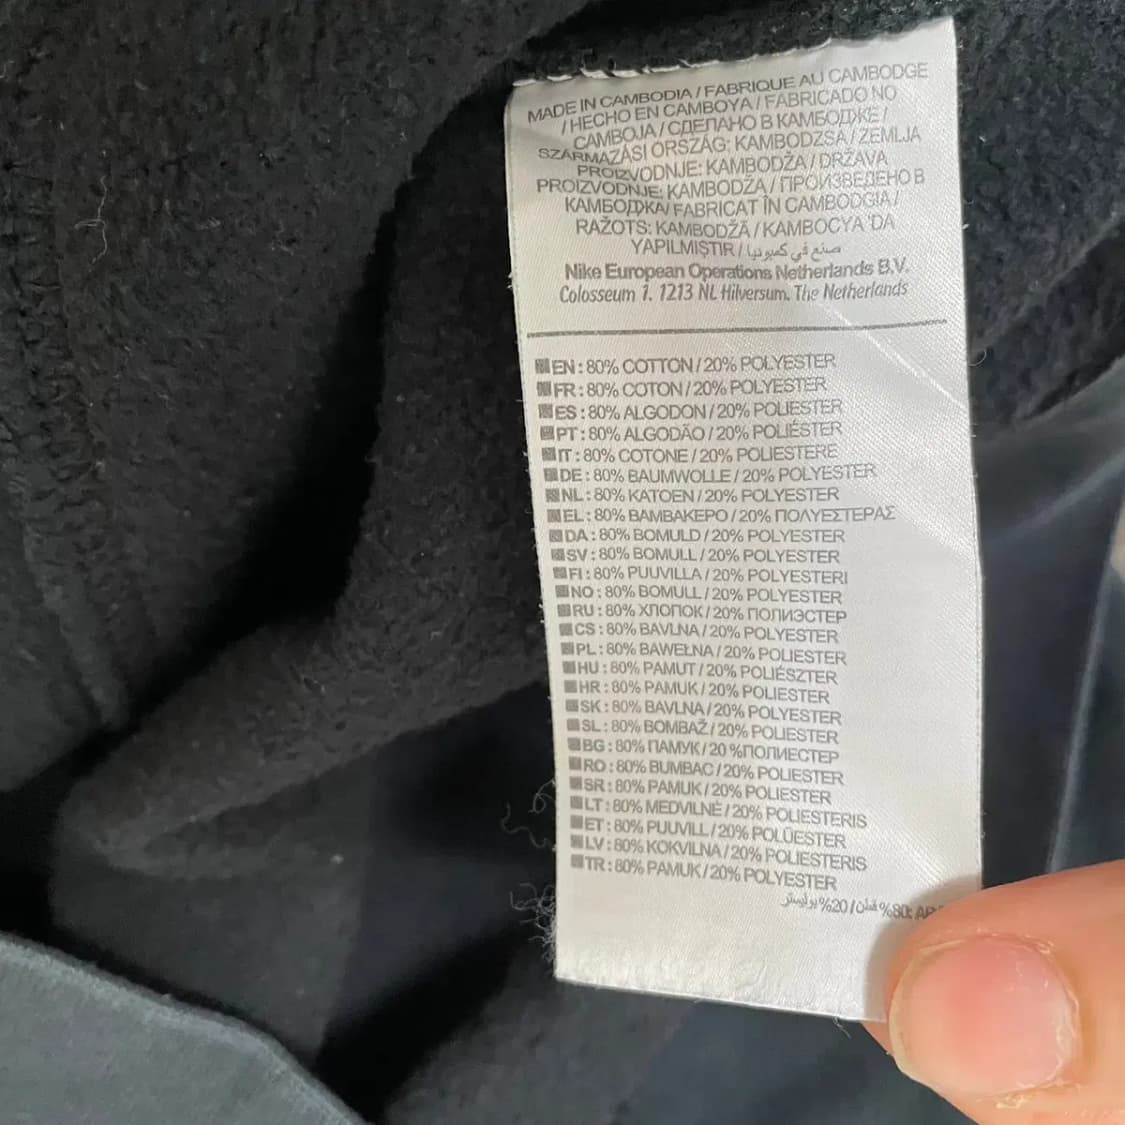 MADE IN CAMBODIA / FABRIQUE AU CAMBODGE
/ HECHO EN CAMBOYA / FABRICADO NO
CAMBOJA / СДЕЛАНО В КАМБОДЖЕ /
SZÁRMAZÁSI ORSZÁG: KAMBODZSA / ZEMLJA
PROIZVODNJE: KAMBODŽA / DRŽAVA
PROIZVODNJE: KAMBODŽA / ПРОИЗВЕДЕНО В
КАМБОДЖА/ FABRICAT ÎN CAMBODGIA /
RAŽOTS: KAMBODŽĀ / KAMBOCYA 'DA
YAPILMIŞTIR / صنع في كمبوديا
Nike European Operations Netherlands B.V.
Colosseum 1. 1213 NL Hilversum. The Netherlands
EN : 80% COTTON / 20% POLYESTER
FR : 80% COTON / 20% POLYESTER
ES : 80% ALGODON / 20% POLIESTER
PT : 80% ALGODÃO / 20% POLIÉSTER
IT : 80% COTONE / 20% POLIESTERE
DE : 80% BAUMWOLLE / 20% POLYESTER
NL : 80% KATOEN / 20% POLYESTER
EL : 80% ΒΑΜΒΑΚΕΡΟ / 20% ΠΟΛΥΕΣΤΕΡΑΣ
DA : 80% BOMULD / 20% POLYESTER
SV : 80% BOMULL / 20% POLYESTER
FI : 80% PUUVILLA / 20% POLYESTERI
NO : 80% BOMULL / 20% POLYESTER
RU : 80% ХЛОПОК / 20% ПОЛИЭСТЕР
CS : 80% BAVLNA / 20% POLYESTER
PL : 80% BAWEŁNA / 20% POLIESTER
HU : 80% PAMUT / 20% POLIÉSZTER
HR : 80% PAMUK / 20% POLIESTER
SK : 80% BAVLNA / 20% POLYESTER
SL : 80% BOMBAŽ / 20% POLIESTER
BG : 80% ПАМУК / 20 %ПОЛИЕСТЕР
RO : 80% BUMBAC / 20% POLIESTER
SR : 80% PAMUK / 20% POLIESTER
LT : 80% MEDVILNĖ / 20% POLIESTERIS
ET : 80% PUUVILL / 20% POLÜESTER
LV : 80% KOKVILNA / 20% POLIESTERIS
TR : 80% PAMUK / 20% POLYESTER
80% قطن / 20% بوليستر